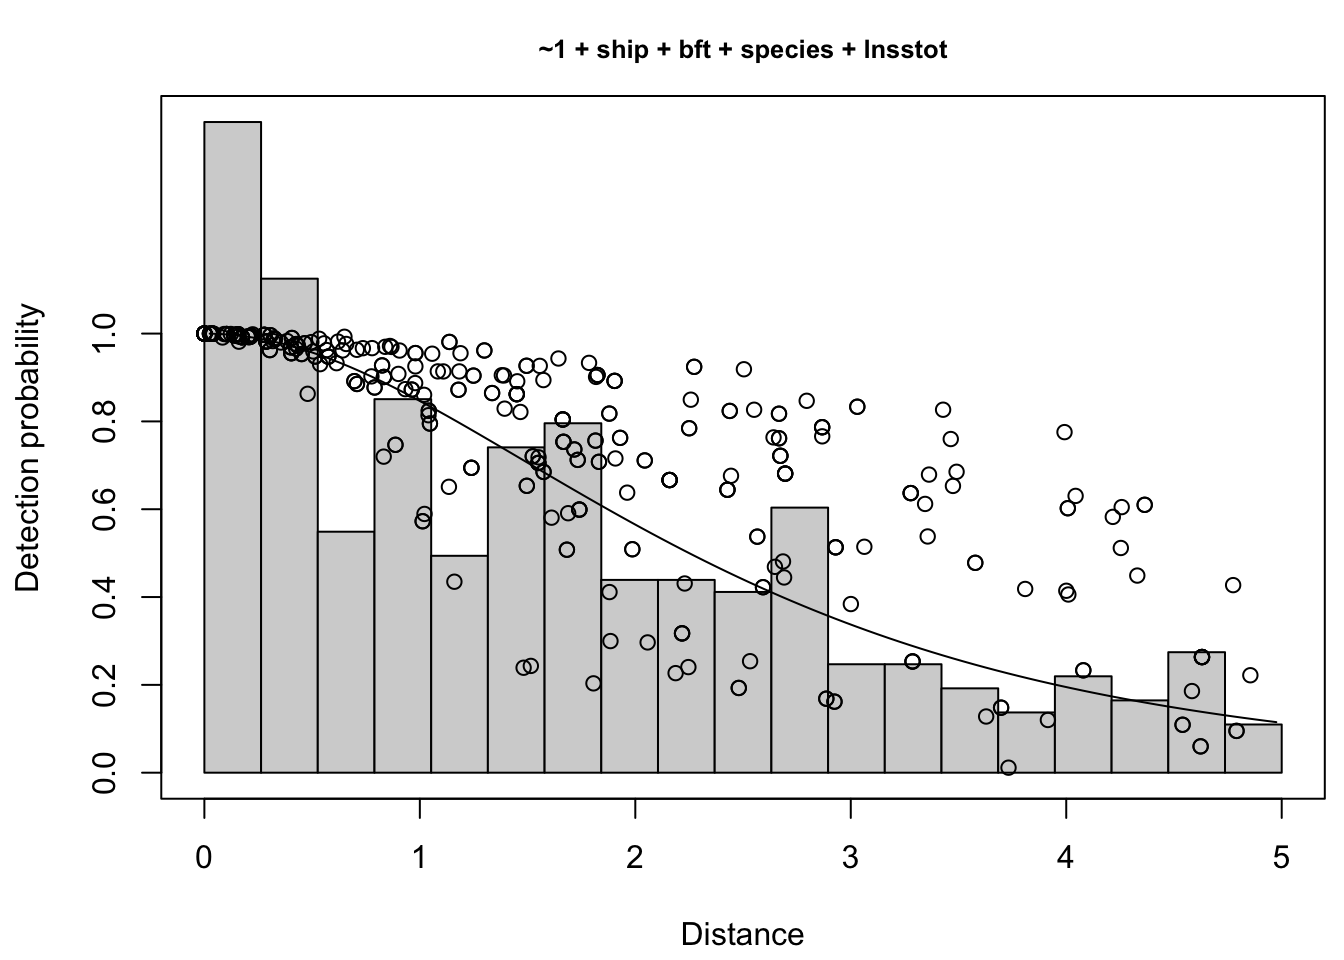 ~1 + ship + bft + species + lnsstot
Detection probability
1.0
0.8
0.6
0.4
0.2
0.0
0 1 2 3 4 5
Distance